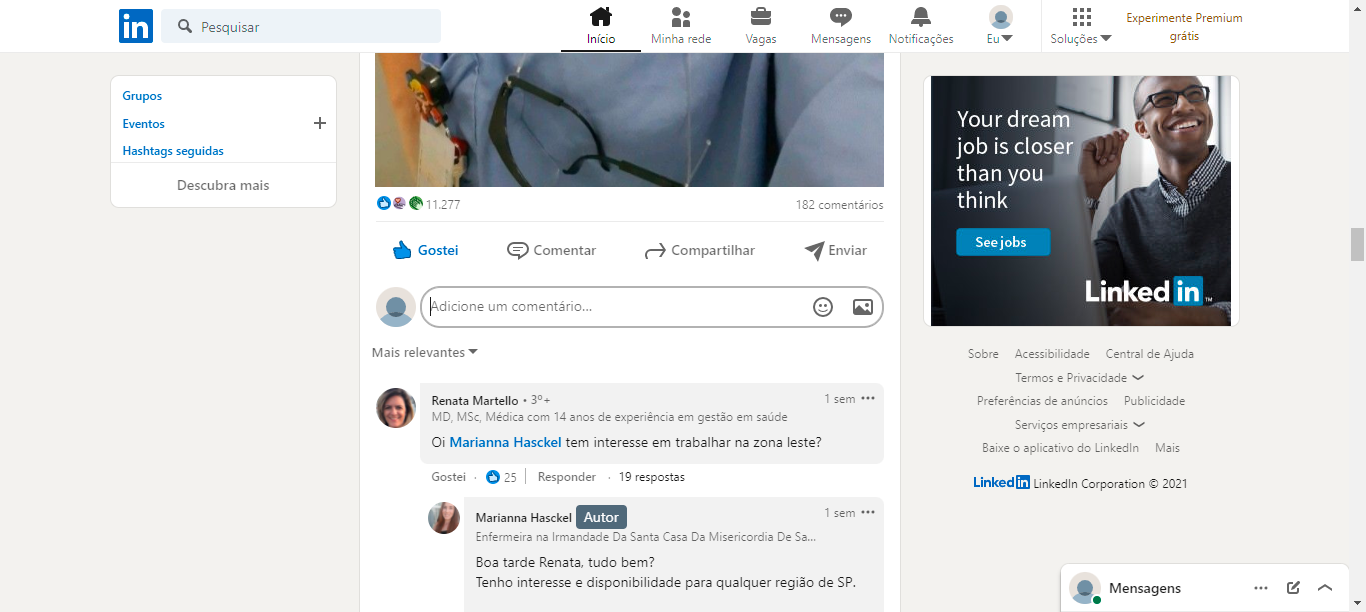 in
Pesquisar
Início
Minha rede
Vagas
Mensagens
Notificações
Eu
Soluções
Experimente Premium
grátis
Grupos
Eventos
Hashtags seguidas
Descubra mais
11.277
182 comentários
Gostei
Comentar
Compartilhar
Enviar
Adicione um comentário...
Mais relevantes
Renata Martello • 3º+
1 sem
MD, MSc, Médica com 14 anos de experiência em gestão em saúde
Oi Marianna Hasckel tem interesse em trabalhar na zona leste?
Gostei · 25 Responder · 19 respostas
Marianna Hasckel Autor
1 sem
Enfermeira na Irmandade Da Santa Casa Da Misericordia De Sa...
Boa tarde Renata, tudo bem?
Tenho interesse e disponibilidade para qualquer região de SP.
Your dream
job is closer
than you
think
See jobs
Linked in ™
Sobre Acessibilidade Central de Ajuda
Termos e Privacidade
Preferências de anúncios Publicidade
Serviços empresariais
Baixe o aplicativo do LinkedIn Mais
Linked in LinkedIn Corporation © 2021
Mensagens